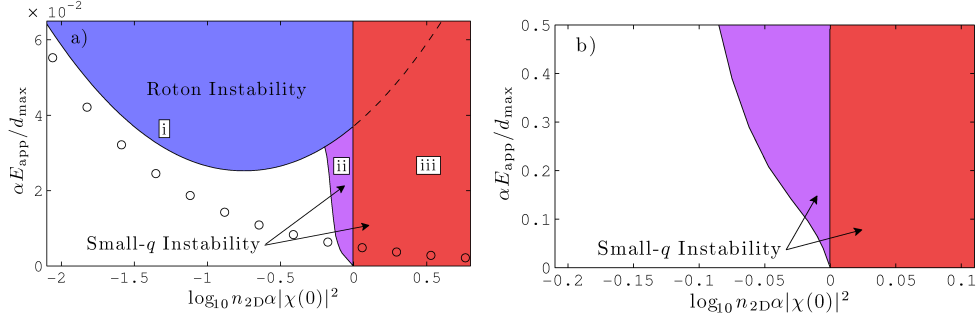 × 10⁻²
a)
6
4
2
0
αE_app/d_max
Roton Instability
i
ii
iii
Small-q Instability
-2 -1.5 -1 -0.5 0 0.5
log₁₀ n_2Dα|χ(0)|²
b)
0.5
0.4
0.3
0.2
0.1
0
αE_app/d_max
Small-q Instability
-0.2 -0.15 -0.1 -0.05 0 0.05 0.1
log₁₀ n_2Dα|χ(0)|²